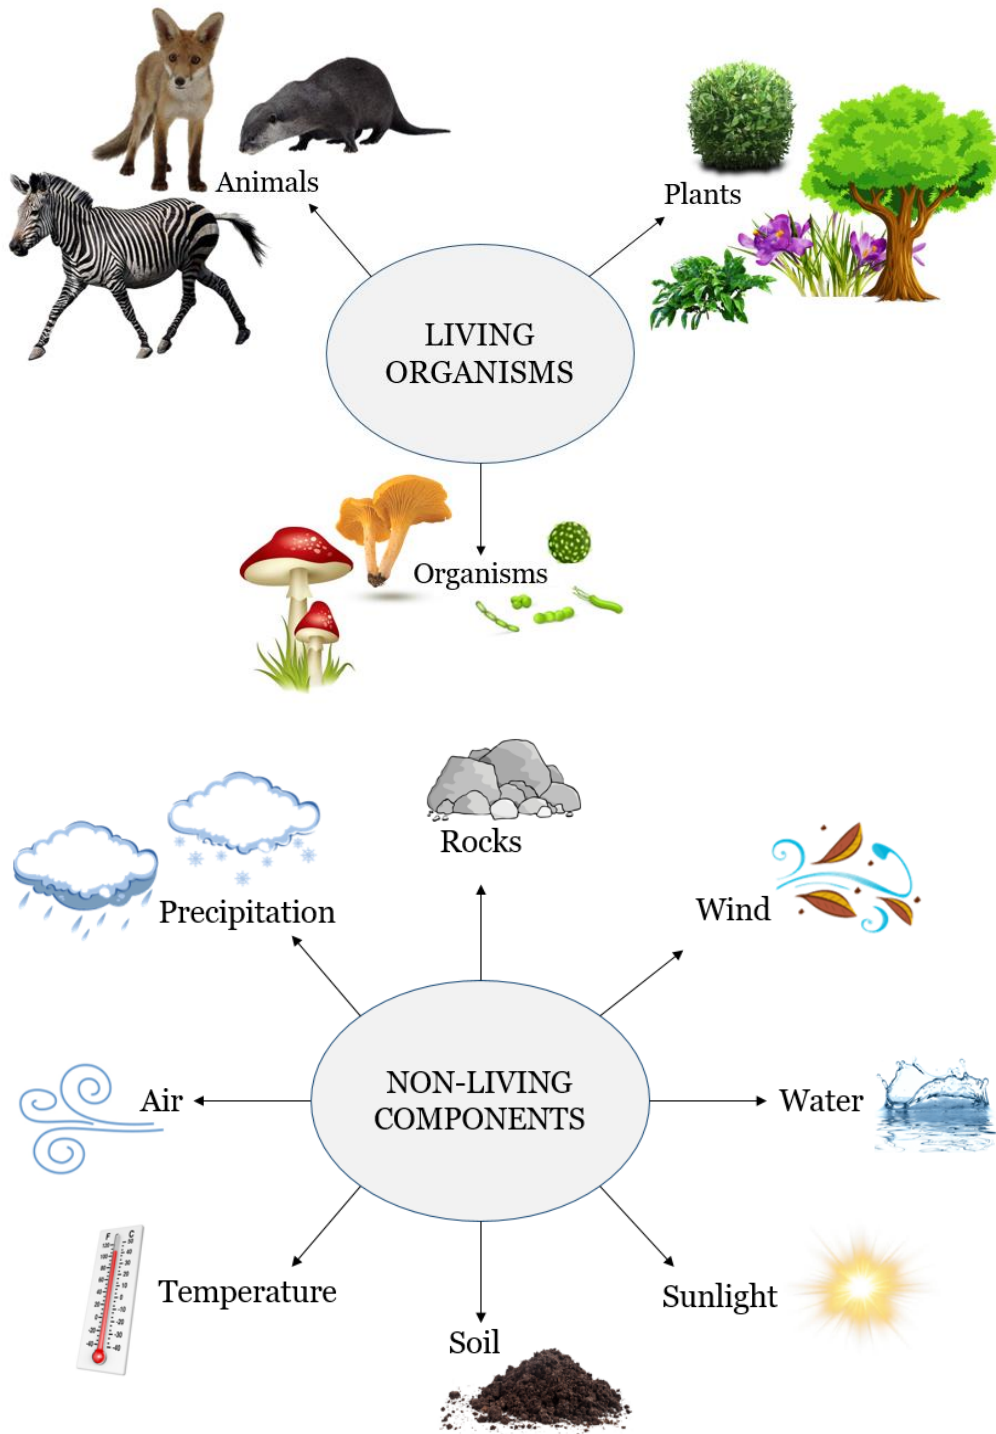 Animals
Plants
LIVING
ORGANISMS
Organisms
Rocks
Precipitation
Wind
NON-LIVING
COMPONENTS
Air
Water
Temperature
Sunlight
Soil
F C